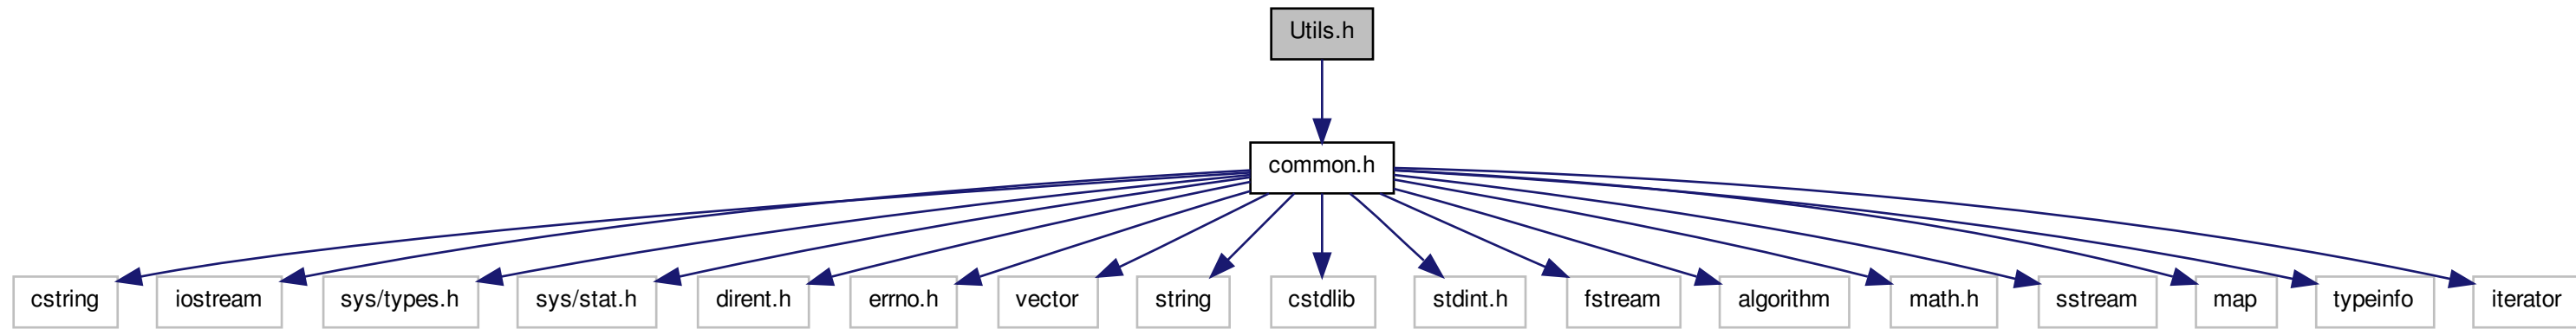 Utils.h
common.h
cstring
iostream
sys/types.h
sys/stat.h
dirent.h
errno.h
vector
string
cstdlib
stdint.h
fstream
algorithm
math.h
sstream
map
typeinfo
iterator